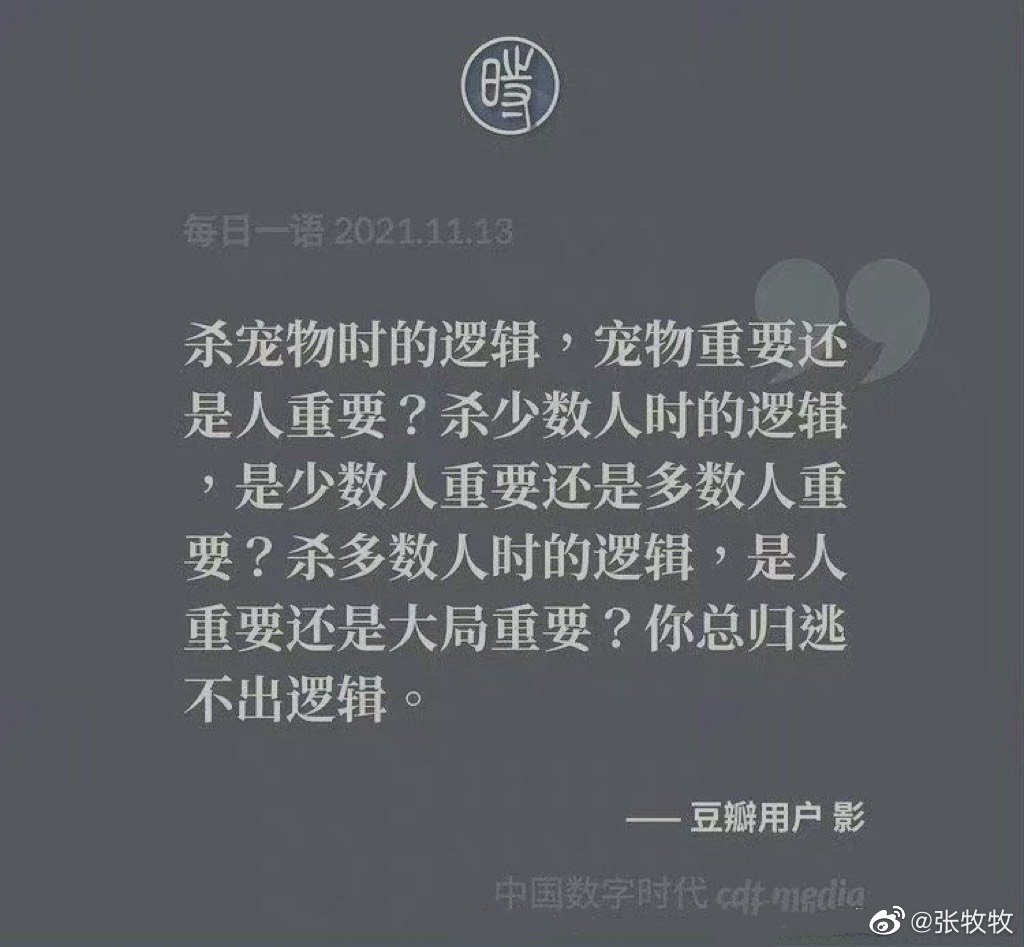 時
每日一语 2021.11.13
杀宠物时的逻辑，宠物重要还
是人重要？杀少数人时的逻辑
，是少数人重要还是多数人重
要？杀多数人时的逻辑，是人
重要还是大局重要？你总归逃
不出逻辑。
—— 豆瓣用户 影
中国数字时代 cdt media
@张牧牧